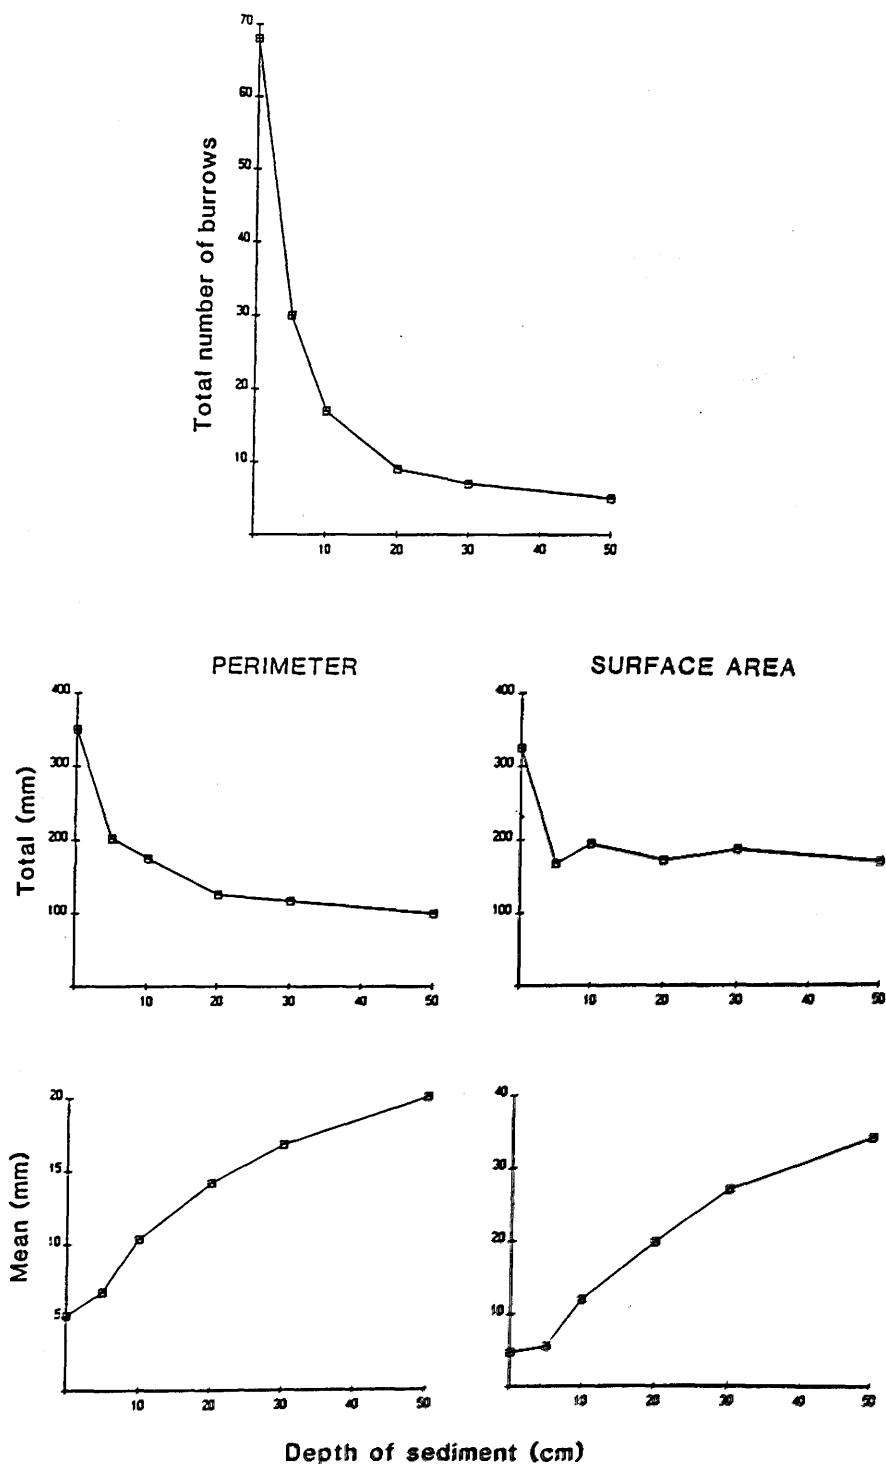 70
60
50
40
30
20
10
Total number of burrows
10 20 30 40 50
PERIMETER
400
300
200
100
Total (mm)
10 20 30 40 50
SURFACE AREA
400
300
200
100
10 20 30 40 50
20
15
10
5
Mean (mm)
10 20 30 40 50
40
30
20
10
10 20 30 40 50
Depth of sediment (cm)